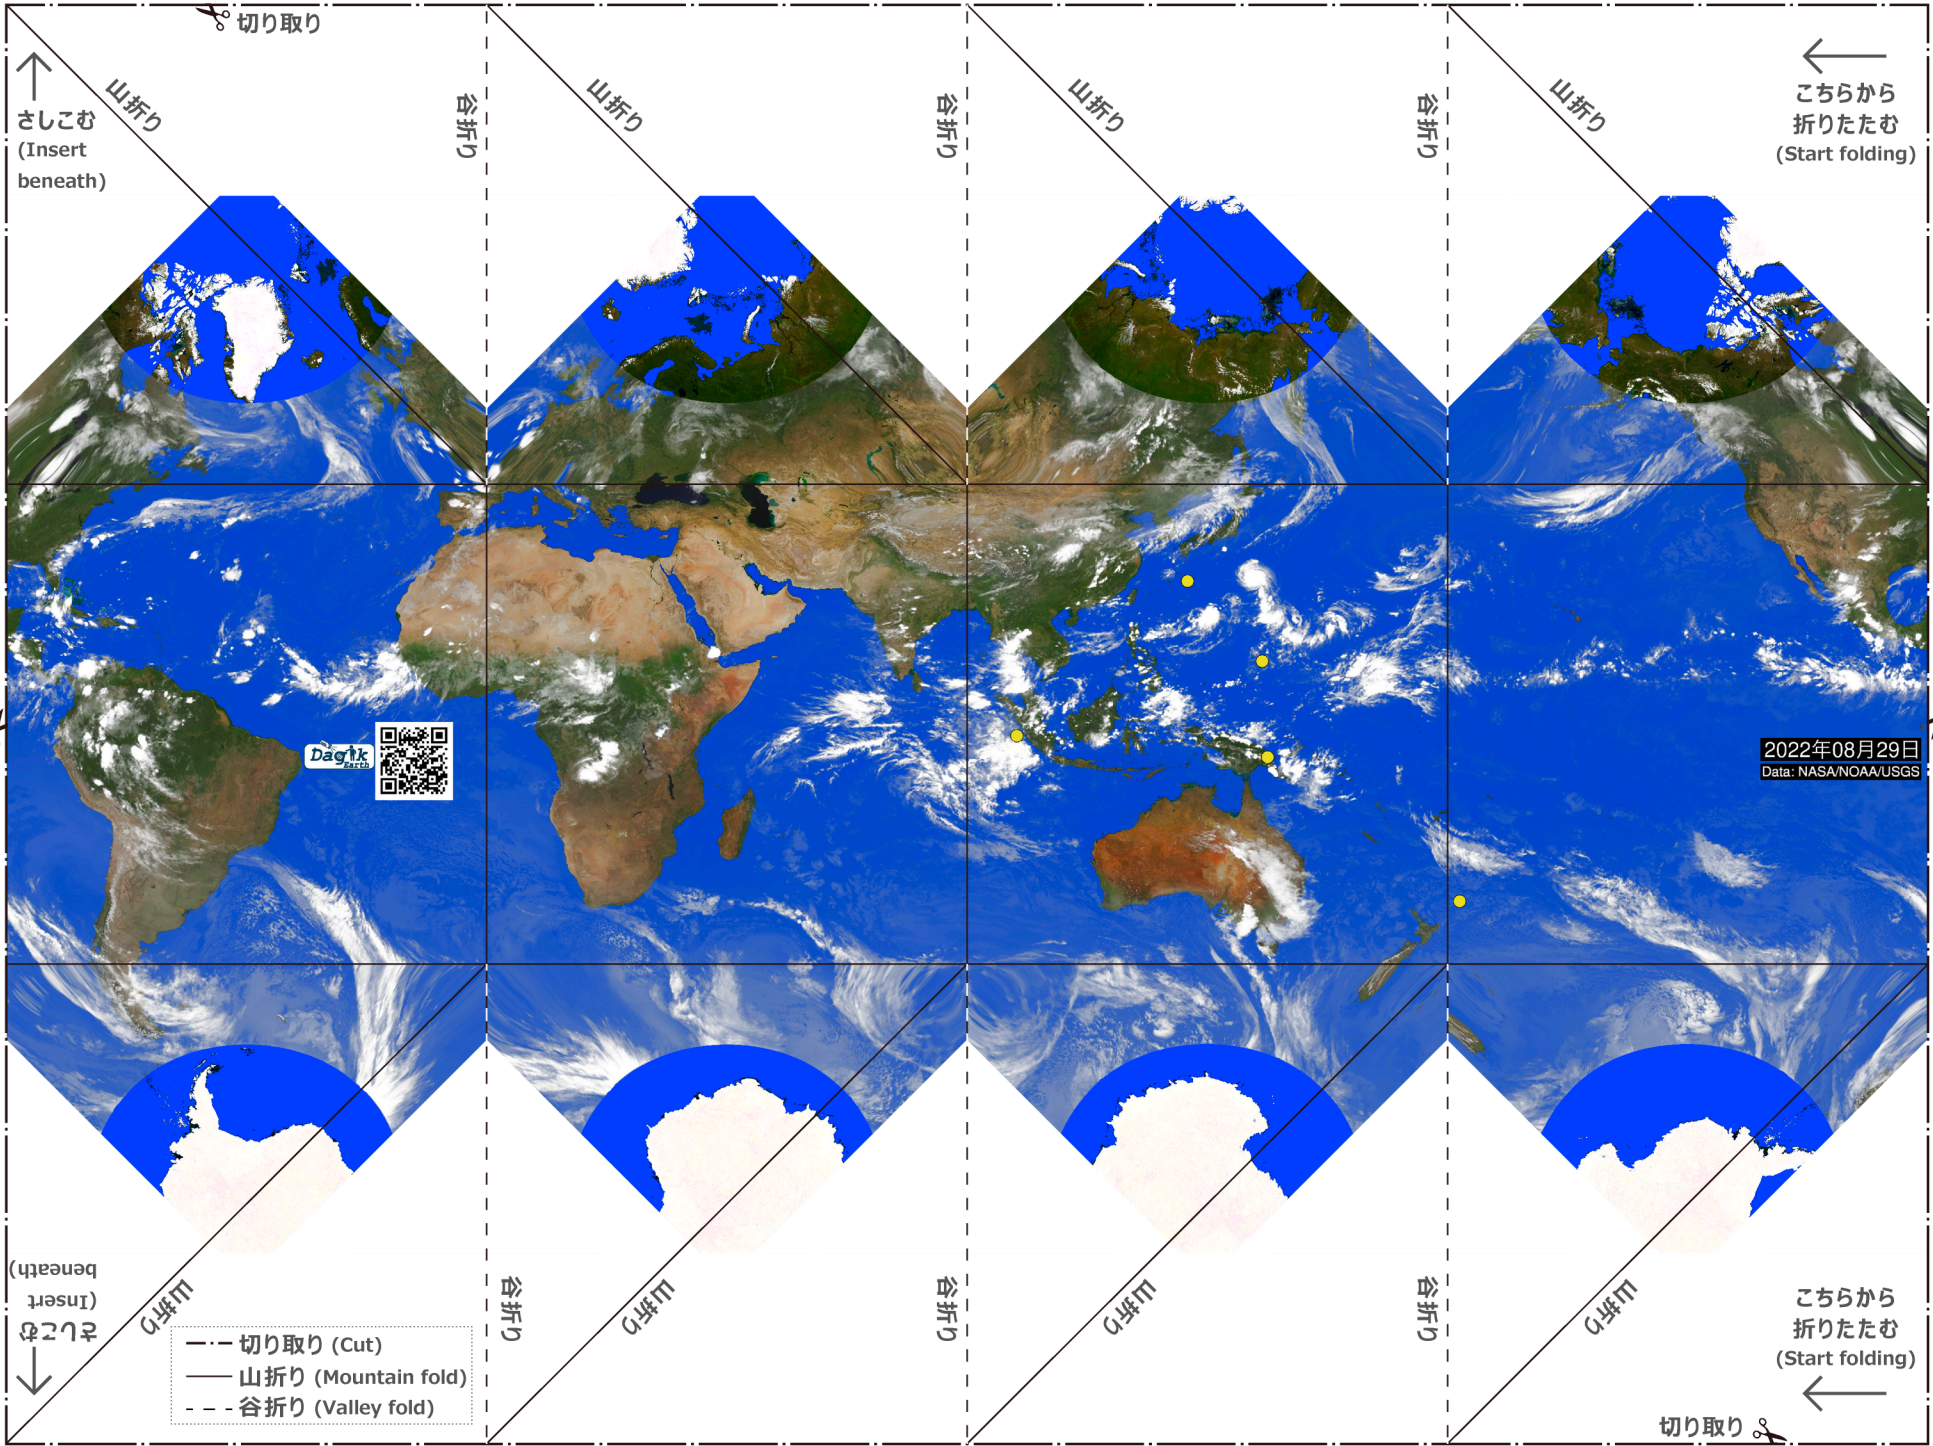 切り取り
さしこむ
(Insert
beneath)
山折り
谷折り
山折り
谷折り
山折り
谷折り
山折り
こちらから
折りたたむ
(Start folding)
Dagik
Earth
2022年08月29日
Data: NASA/NOAA/USGS
さしこむ
(Insert
beneath)
山折り
谷折り
山折り
谷折り
山折り
谷折り
山折り
こちらから
折りたたむ
(Start folding)
切り取り (Cut)
山折り (Mountain fold)
谷折り (Valley fold)
切り取り